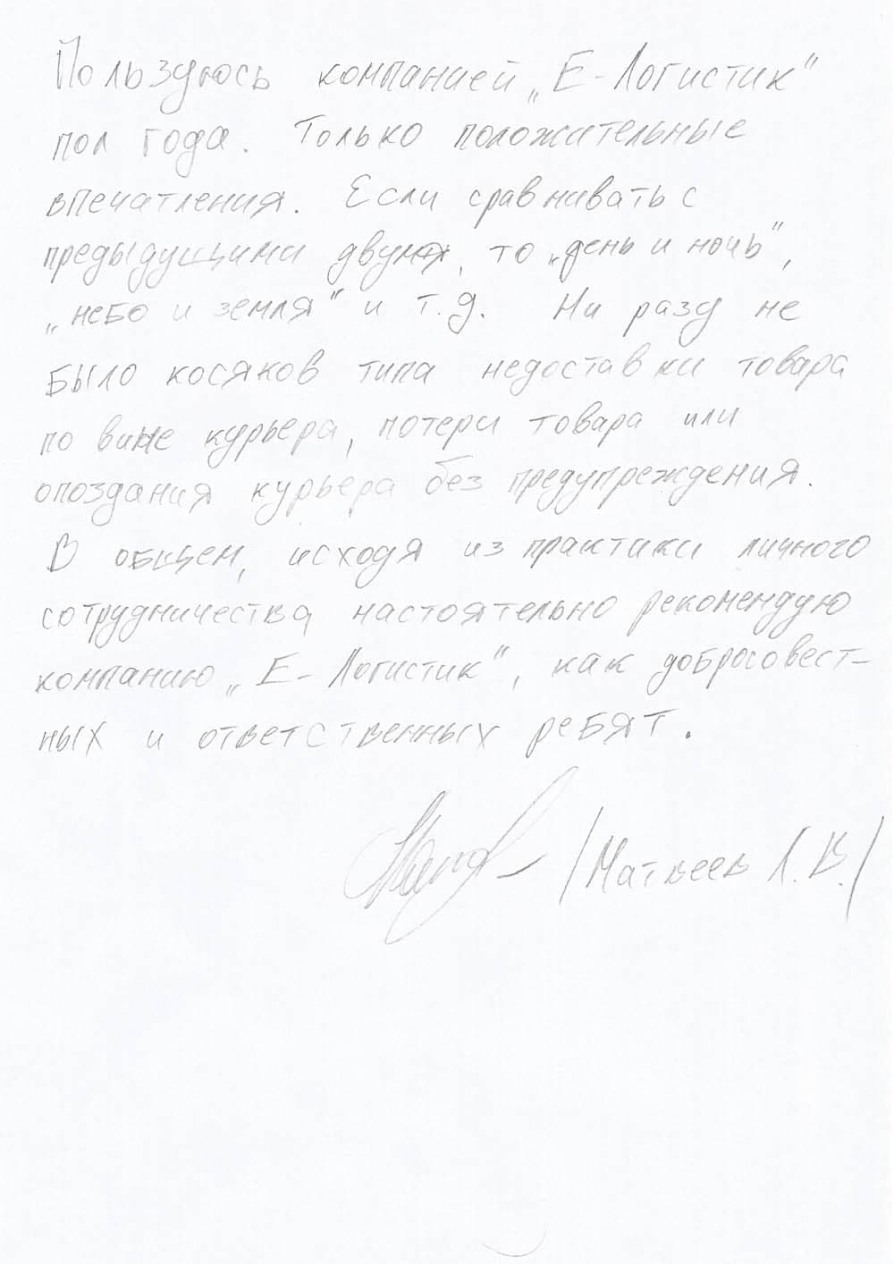 Пользуюсь компанией „Е-Логистик"
пол года. Только положительные
впечатления. Если сравнивать с
предыдущими двумя, то „день и ночь",
„небо и земля" и т.д. Ни разу не
было косяков типа недоставки товара
по вине курьера, потери товара или
опоздания курьера без предупреждения.
В общем, исходя из практики личного
сотрудничества, настоятельно рекомендую
компанию „Е-Логистик", как добросовест-
ных и ответственных ребят.
/Матвеев Л.В./